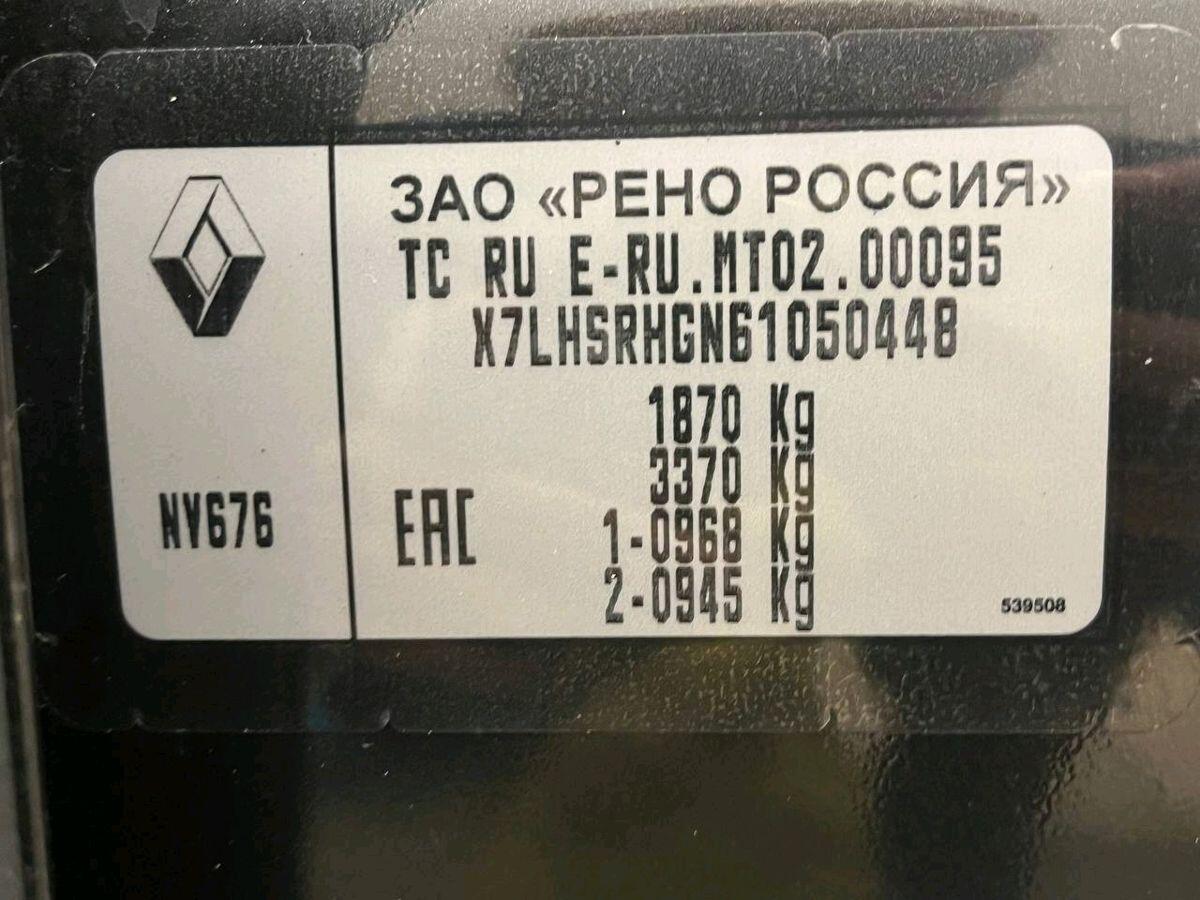 ЗАО «РЕНО РОССИЯ»
TC RU E-RU.MT02.00095
X7LHSRHGN61050448
1870 Kg
3370 Kg
1-0968 Kg
2-0945 Kg
NV676
EAC
539508